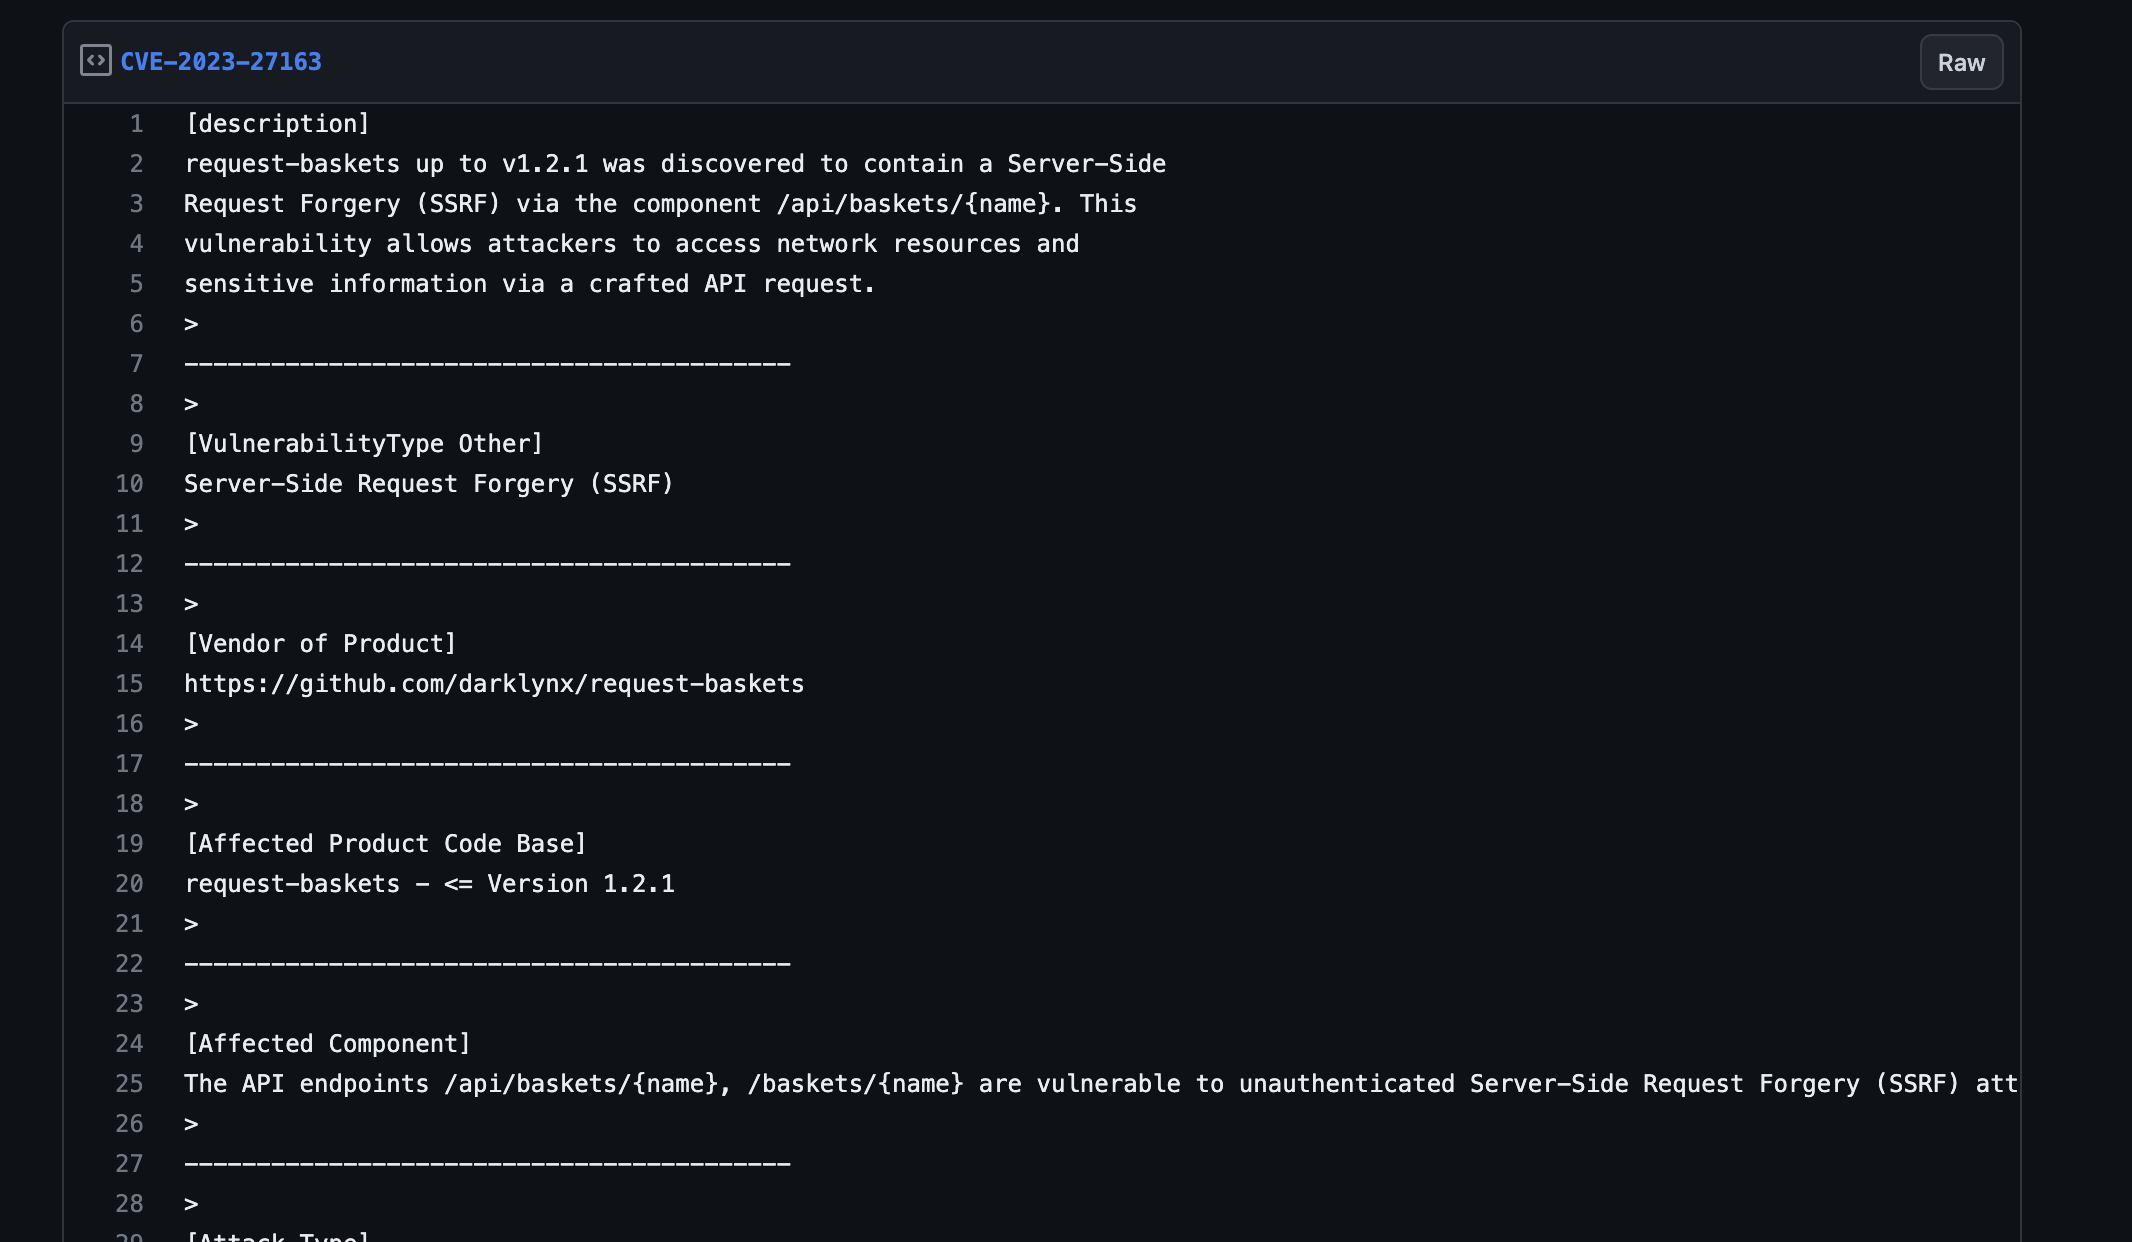 CVE-2023-27163
Raw
1 [description]
2 request-baskets up to v1.2.1 was discovered to contain a Server-Side
3 Request Forgery (SSRF) via the component /api/baskets/{name}. This
4 vulnerability allows attackers to access network resources and
5 sensitive information via a crafted API request.
6 >
7 ------------------------------------------
8 >
9 [VulnerabilityType Other]
10 Server-Side Request Forgery (SSRF)
11 >
12 ------------------------------------------
13 >
14 [Vendor of Product]
15 https://github.com/darklynx/request-baskets
16 >
17 ------------------------------------------
18 >
19 [Affected Product Code Base]
20 request-baskets - <= Version 1.2.1
21 >
22 ------------------------------------------
23 >
24 [Affected Component]
25 The API endpoints /api/baskets/{name}, /baskets/{name} are vulnerable to unauthenticated Server-Side Request Forgery (SSRF) att
26 >
27 ------------------------------------------
28 >
29 [Attack Type]